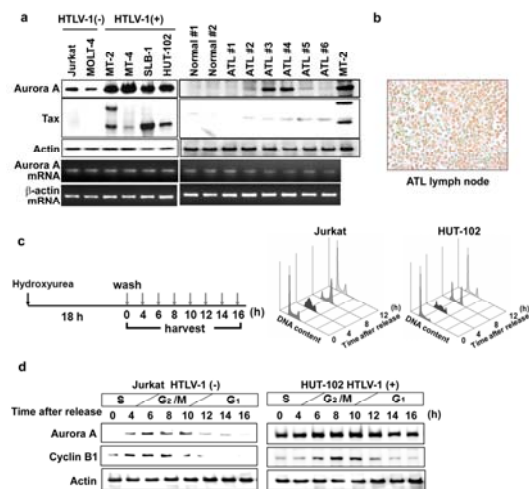 a
HTLV-1(-) HTLV-1(+)
Jurkat
MOLT-4
MT-2
MT-4
SLB-1
HUT-102
Normal #1
Normal #2
ATL #1
ATL #2
ATL #3
ATL #4
ATL #5
ATL #6
MT-2
Aurora A
Tax
Actin
Aurora A
mRNA
β-actin
mRNA
b
ATL lymph node
c
Hydroxyurea
wash
18 h
0 4 6 8 10 12 14 16 (h)
harvest
Jurkat
DNA content
0 4 8 12 (h)
Time after release
HUT-102
DNA content
0 4 8 12 (h)
Time after release
d
Jurkat HTLV-1 (-) HUT-102 HTLV-1 (+)
S G2 /M G1 S G2 /M G1
Time after release 0 4 6 8 10 12 14 16 0 4 6 8 10 12 14 16 (h)
Aurora A
Cyclin B1
Actin